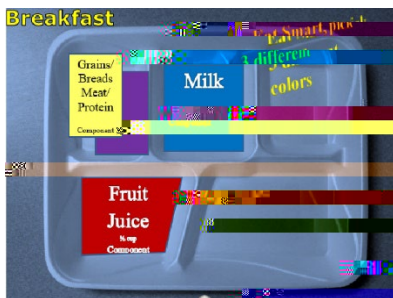 Breakfast
Eat Smart, pick
3 different
colors
Grains/
Breads
Meat/
Protein
Component
Milk
Fruit
Juice
½ cup
Component